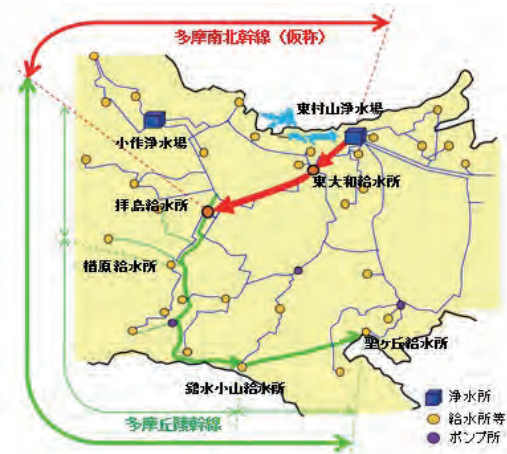 多摩南北幹線（仮称）
東村山浄水場
小作浄水場
東大和給水所
拝島給水所
楢原給水所
聖ヶ丘給水所
鑓水小山給水所
多摩丘陵幹線
浄水所
給水所等
ポンプ所